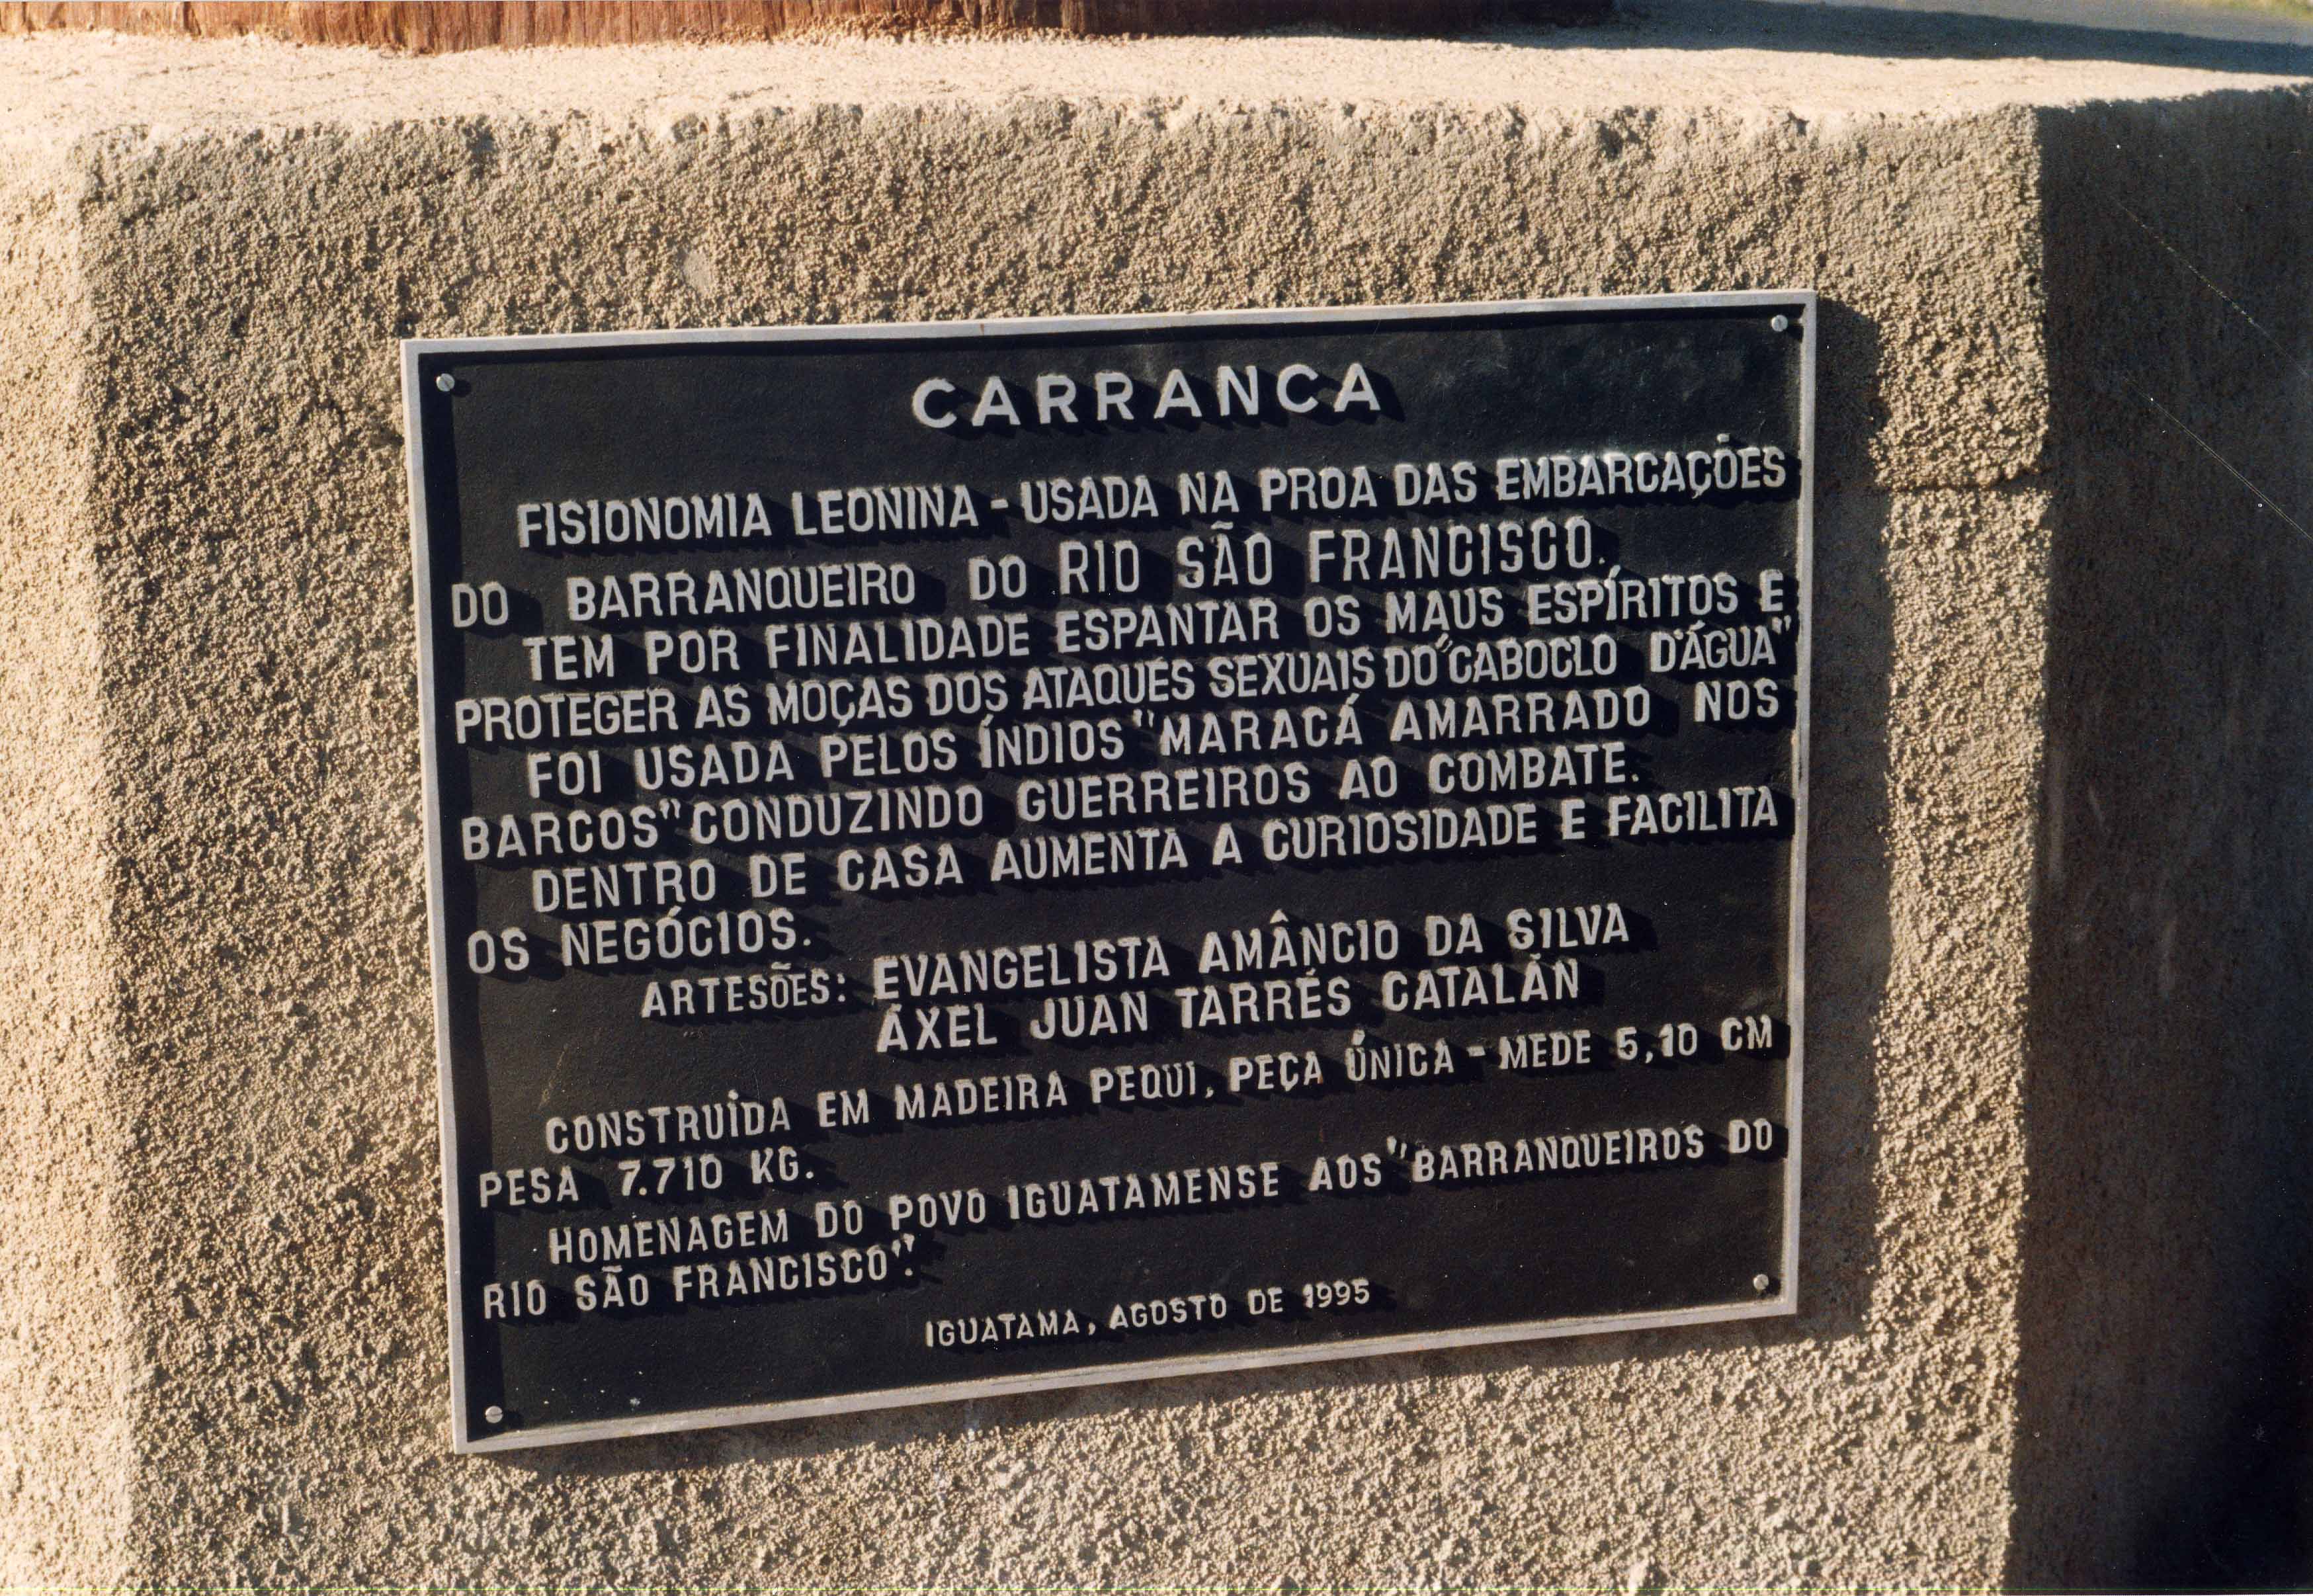 CARRANCA
FISIONOMIA LEONINA - USADA NA PROA DAS EMBARCAÇÕES
DO BARRANQUEIRO DO RIO SÃO FRANCISCO.
TEM POR FINALIDADE ESPANTAR OS MAUS ESPÍRITOS E
PROTEGER AS MOÇAS DOS ATAQUES SEXUAIS DO "CABOCLO D'ÁGUA"
FOI USADA PELOS ÍNDIOS "MARACÁ AMARRADO NOS
BARCOS" CONDUZINDO GUERREIROS AO COMBATE.
DENTRO DE CASA AUMENTA A CURIOSIDADE E FACILITA
OS NEGÓCIOS.
ARTESÕES: EVANGELISTA AMÂNCIO DA SILVA
ÁXEL JUAN TARRÉS CATALÁN
CONSTRUÍDA EM MADEIRA PEQUI, PEÇA ÚNICA - MEDE 5,10 CM
PESA 7.710 KG.
HOMENAGEM DO POVO IGUATAMENSE AOS "BARRANQUEIROS DO
RIO SÃO FRANCISCO".
IGUATAMA, AGOSTO DE 1995